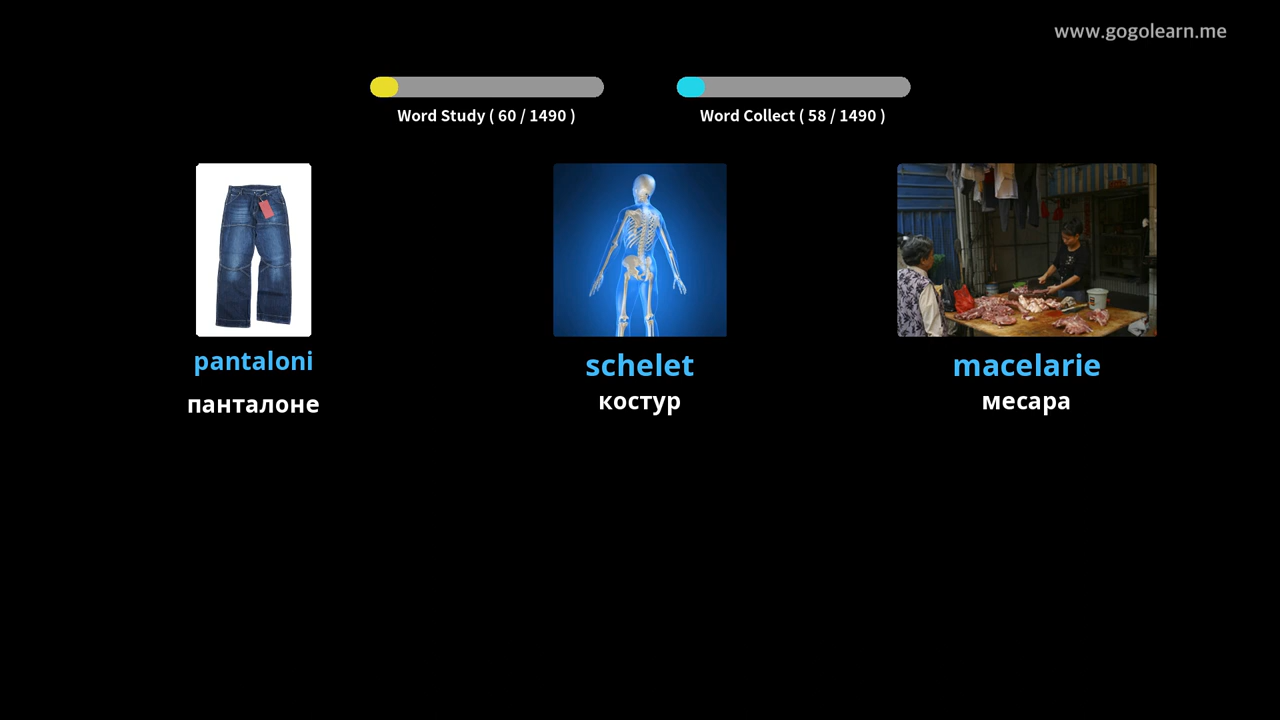 www.gogolearn.me
Word Study ( 60 / 1490 )
Word Collect ( 58 / 1490 )
pantaloni
панталоне
schelet
костур
macelarie
месара